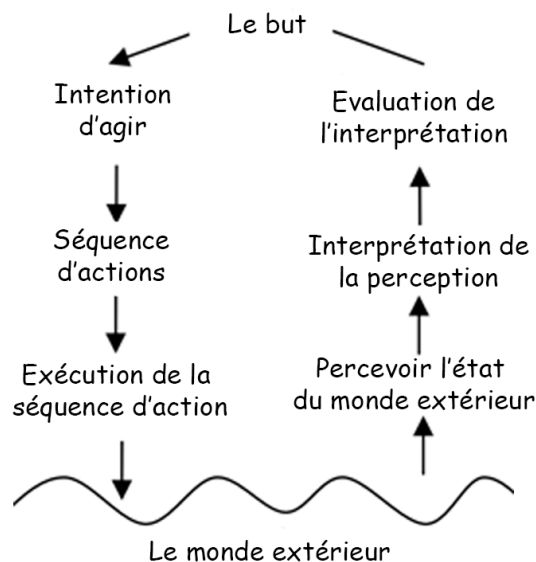 Le but
Intention
d'agir
Séquence
d'actions
Exécution de la
séquence d'action
Evaluation de
l'interprétation
Interprétation de
la perception
Percevoir l'état
du monde extérieur
Le monde extérieur